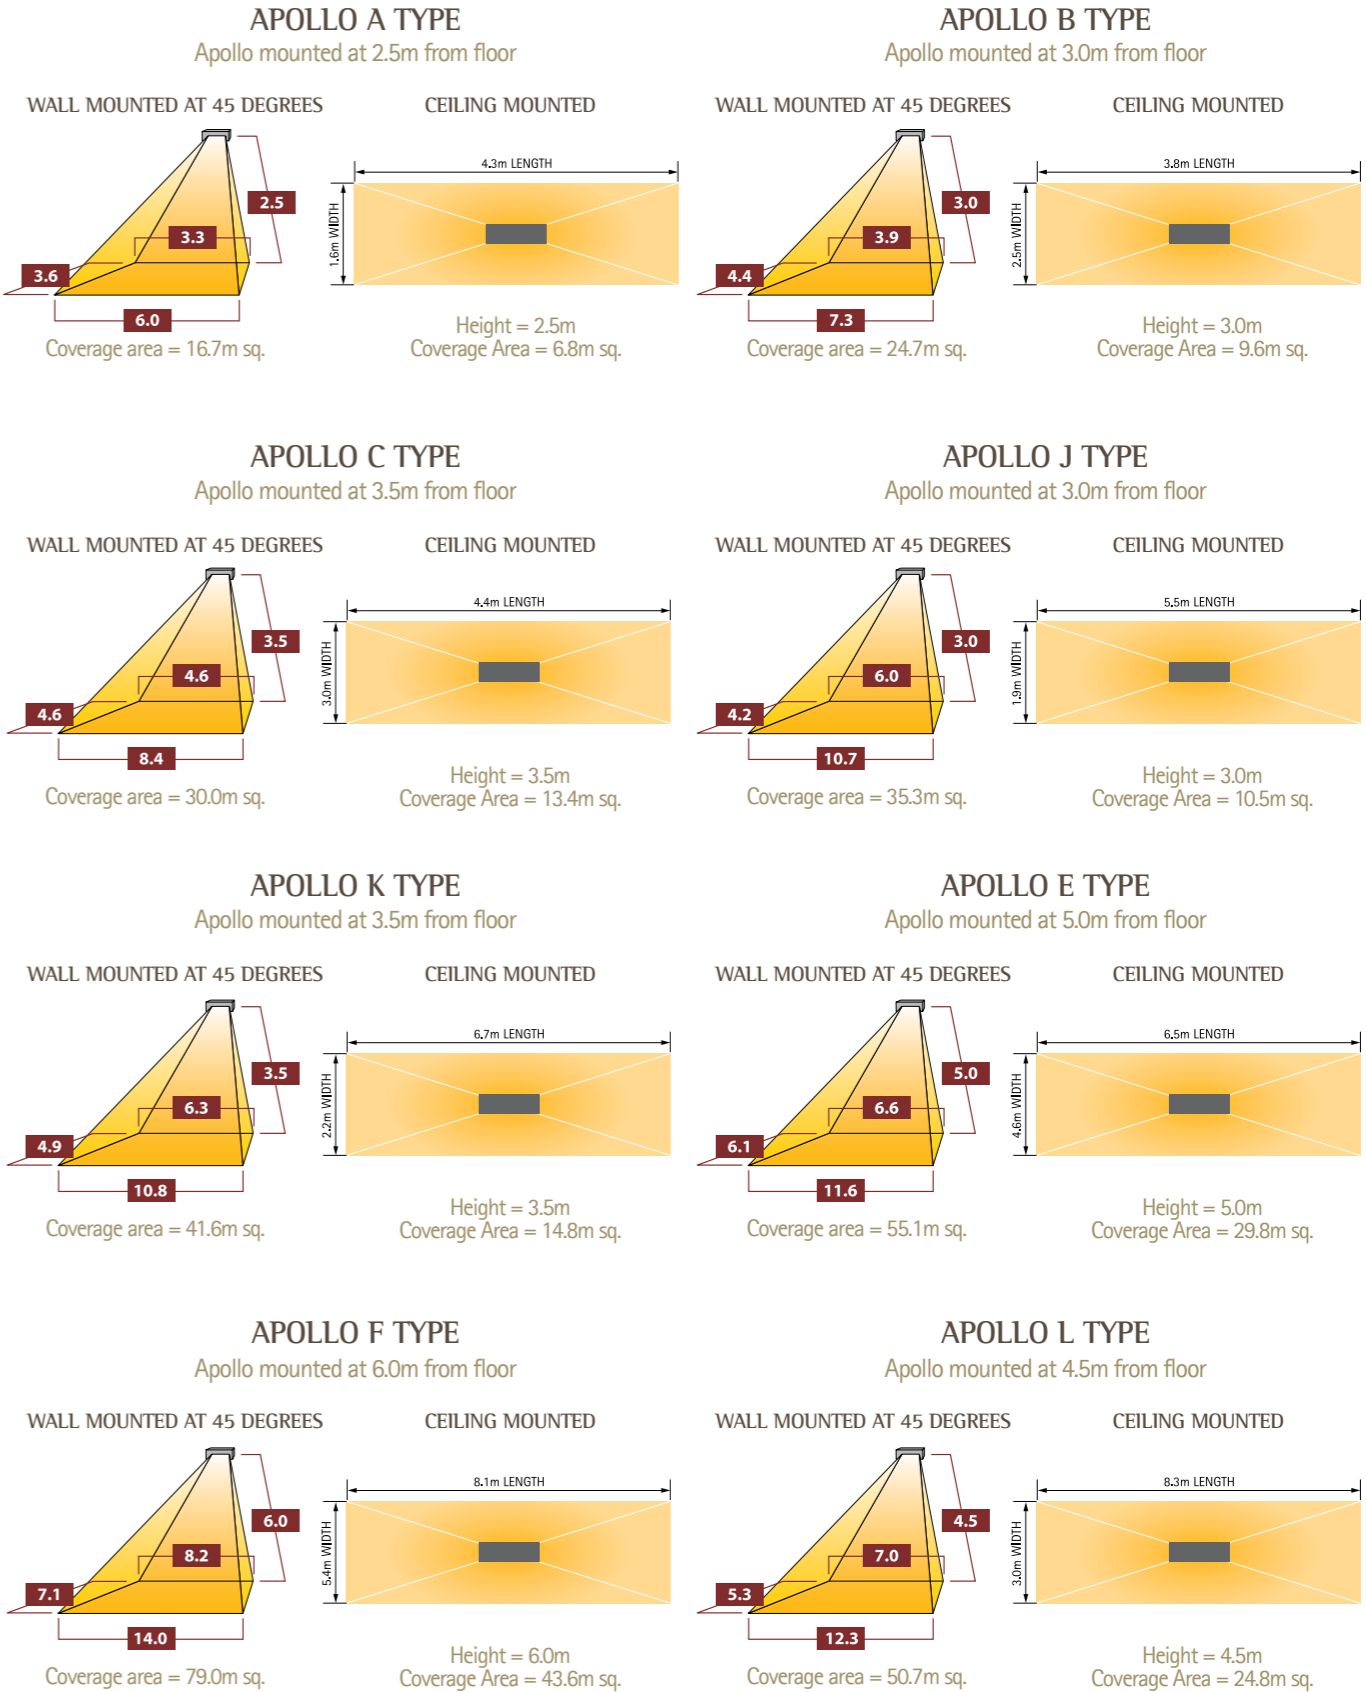 APOLLO A TYPE
Apollo mounted at 2.5m from floor
WALL MOUNTED AT 45 DEGREES
2.5
3.3
3.6
6.0
Coverage area = 16.7m sq.
CEILING MOUNTED
4.3m LENGTH
1.6m WIDTH
Height = 2.5m
Coverage Area = 6.8m sq.
APOLLO B TYPE
Apollo mounted at 3.0m from floor
WALL MOUNTED AT 45 DEGREES
3.0
3.9
4.4
7.3
Coverage area = 24.7m sq.
CEILING MOUNTED
3.8m LENGTH
2.5m WIDTH
Height = 3.0m
Coverage Area = 9.6m sq.
APOLLO C TYPE
Apollo mounted at 3.5m from floor
WALL MOUNTED AT 45 DEGREES
3.5
4.6
4.6
8.4
Coverage area = 30.0m sq.
CEILING MOUNTED
4.4m LENGTH
3.0m WIDTH
Height = 3.5m
Coverage Area = 13.4m sq.
APOLLO J TYPE
Apollo mounted at 3.0m from floor
WALL MOUNTED AT 45 DEGREES
3.0
6.0
4.2
10.7
Coverage area = 35.3m sq.
CEILING MOUNTED
5.5m LENGTH
1.9m WIDTH
Height = 3.0m
Coverage Area = 10.5m sq.
APOLLO K TYPE
Apollo mounted at 3.5m from floor
WALL MOUNTED AT 45 DEGREES
3.5
6.3
4.9
10.8
Coverage area = 41.6m sq.
CEILING MOUNTED
6.7m LENGTH
2.2m WIDTH
Height = 3.5m
Coverage Area = 14.8m sq.
APOLLO E TYPE
Apollo mounted at 5.0m from floor
WALL MOUNTED AT 45 DEGREES
5.0
6.6
6.1
11.6
Coverage area = 55.1m sq.
CEILING MOUNTED
6.5m LENGTH
4.6m WIDTH
Height = 5.0m
Coverage Area = 29.8m sq.
APOLLO F TYPE
Apollo mounted at 6.0m from floor
WALL MOUNTED AT 45 DEGREES
6.0
8.2
7.1
14.0
Coverage area = 79.0m sq.
CEILING MOUNTED
8.1m LENGTH
5.4m WIDTH
Height = 6.0m
Coverage Area = 43.6m sq.
APOLLO L TYPE
Apollo mounted at 4.5m from floor
WALL MOUNTED AT 45 DEGREES
4.5
7.0
5.3
12.3
Coverage area = 50.7m sq.
CEILING MOUNTED
8.3m LENGTH
3.0m WIDTH
Height = 4.5m
Coverage Area = 24.8m sq.